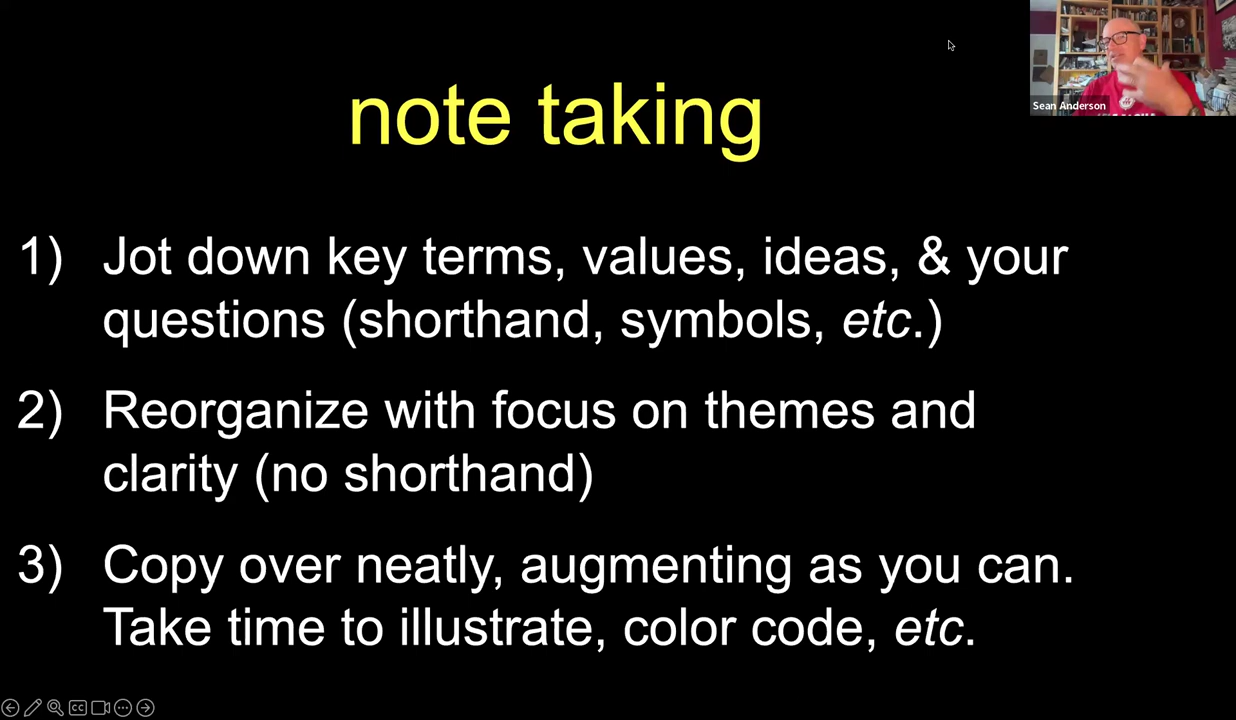 note taking
Sean Anderson
1) Jot down key terms, values, ideas, & your
questions (shorthand, symbols, etc.)
2) Reorganize with focus on themes and
clarity (no shorthand)
3) Copy over neatly, augmenting as you can.
Take time to illustrate, color code, etc.
CC